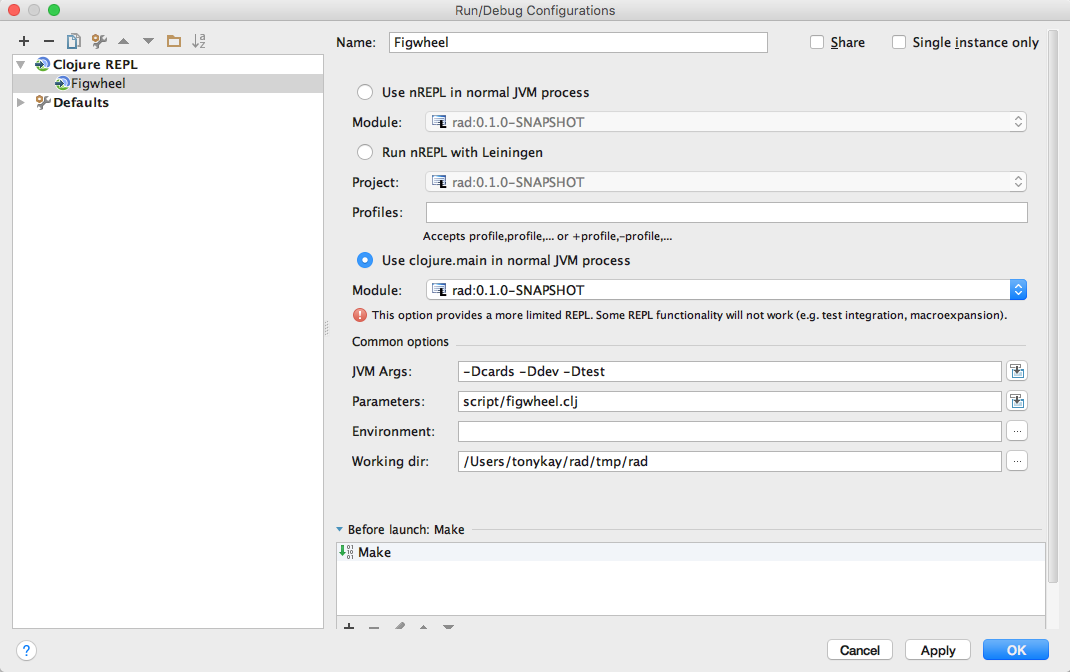 Run/Debug Configurations
Name: Figwheel Share Single instance only
Clojure REPL
Figwheel
Defaults
Use nREPL in normal JVM process
Module: rad:0.1.0-SNAPSHOT
Run nREPL with Leiningen
Project: rad:0.1.0-SNAPSHOT
Profiles:
Accepts profile,profile,... or +profile,-profile,...
Use clojure.main in normal JVM process
Module: rad:0.1.0-SNAPSHOT
This option provides a more limited REPL. Some REPL functionality will not work (e.g. test integration, macroexpansion).
Common options
JVM Args: -Dcards -Ddev -Dtest
Parameters: script/figwheel.clj
Environment: ...
Working dir: /Users/tonykay/rad/tmp/rad ...
Before launch: Make
Make
? Cancel Apply OK